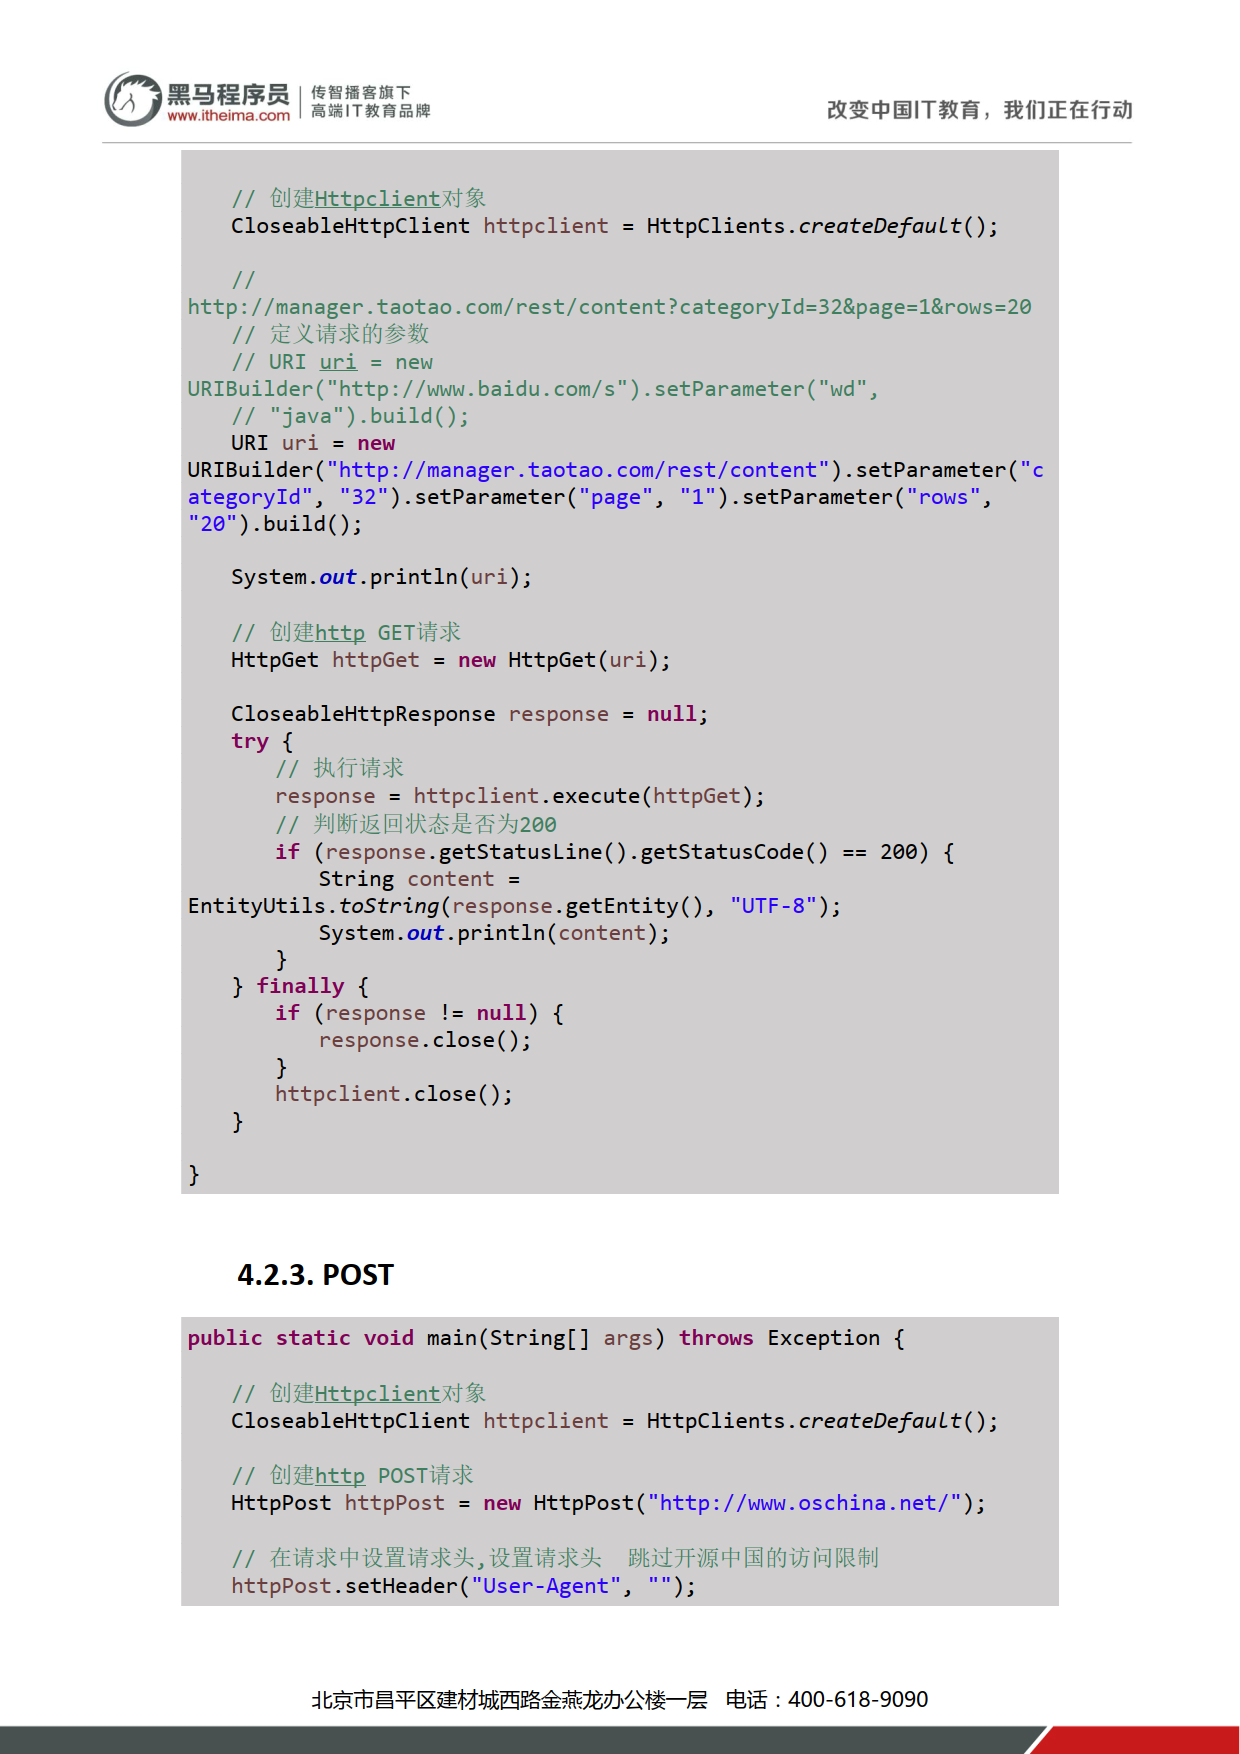 黑马程序员
www.itheima.com
传智播客旗下
高端IT教育品牌
改变中国IT教育，我们正在行动
// 创建Httpclient对象
CloseableHttpClient httpclient = HttpClients.createDefault();
//
http://manager.taotao.com/rest/content?categoryId=32&page=1&rows=20
// 定义请求的参数
// URI uri = new
URIBuilder("http://www.baidu.com/s").setParameter("wd",
// "java").build();
URI uri = new
URIBuilder("http://manager.taotao.com/rest/content").setParameter("c
ategoryId", "32").setParameter("page", "1").setParameter("rows",
"20").build();
System.out.println(uri);
// 创建http GET请求
HttpGet httpGet = new HttpGet(uri);
CloseableHttpResponse response = null;
try {
// 执行请求
response = httpclient.execute(httpGet);
// 判断返回状态是否为200
if (response.getStatusLine().getStatusCode() == 200) {
String content =
EntityUtils.toString(response.getEntity(), "UTF-8");
System.out.println(content);
}
} finally {
if (response != null) {
response.close();
}
httpclient.close();
}
}
4.2.3. POST
public static void main(String[] args) throws Exception {
// 创建Httpclient对象
CloseableHttpClient httpclient = HttpClients.createDefault();
// 创建http POST请求
HttpPost httpPost = new HttpPost("http://www.oschina.net/");
// 在请求中设置请求头,设置请求头  跳过开源中国的访问限制
httpPost.setHeader("User-Agent", "");
北京市昌平区建材城西路金燕龙办公楼一层 电话：400-618-9090